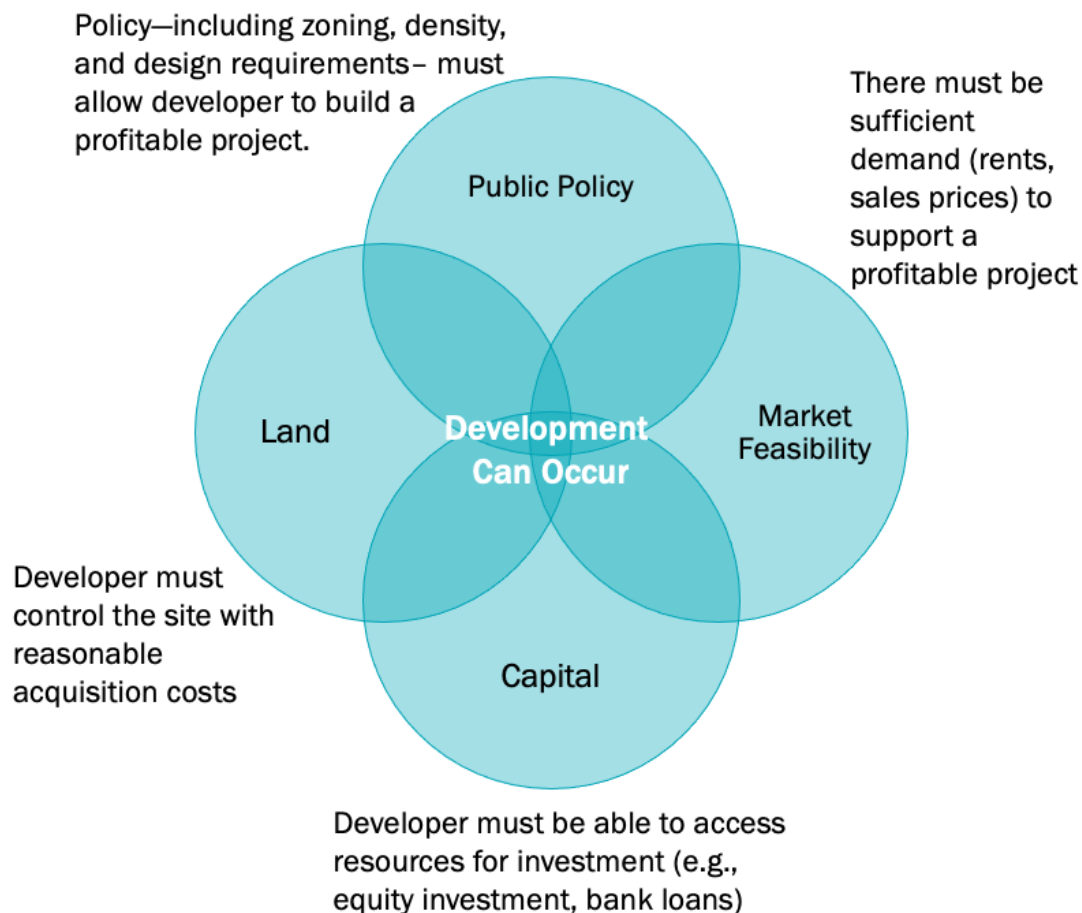 Policy—including zoning, density,
and design requirements– must
allow developer to build a
profitable project.
There must be
sufficient
demand (rents,
sales prices) to
support a
profitable project
Public Policy
Land
Development
Can Occur
Market
Feasibility
Developer must
control the site with
reasonable
acquisition costs
Capital
Developer must be able to access
resources for investment (e.g.,
equity investment, bank loans)